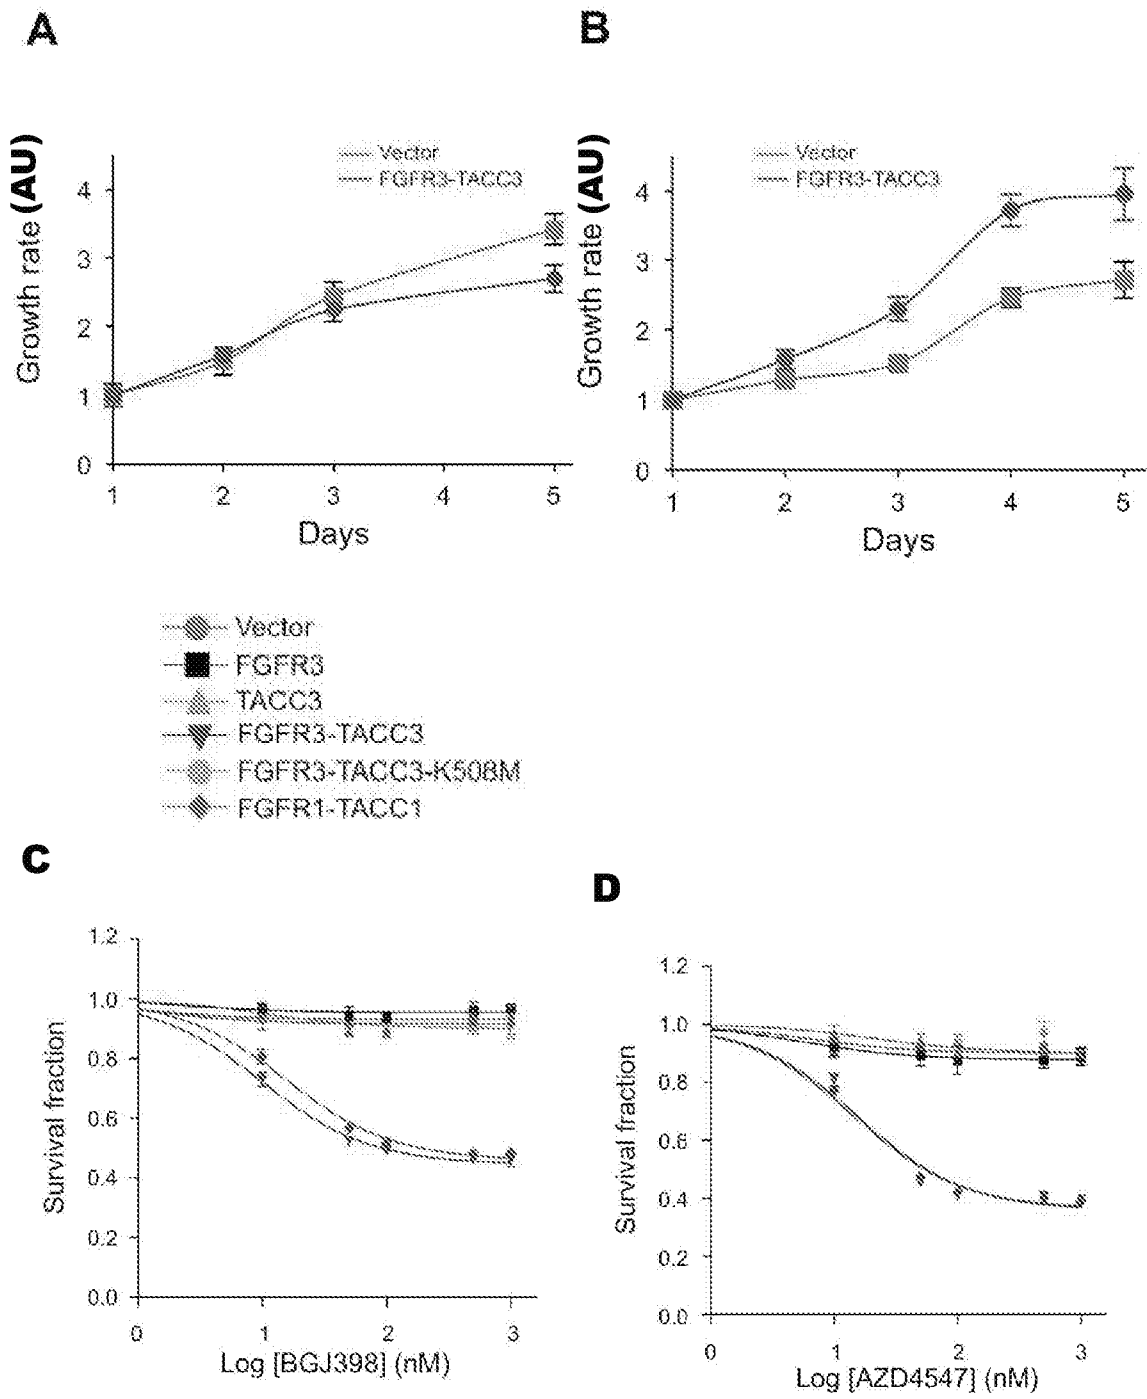 A
B
Vector
FGFR3-TACC3
Growth rate (AU)
4
3
2
1
0
1 2 3 4 5
Days
Vector
FGFR3-TACC3
Growth rate (AU)
4
3
2
1
0
1 2 3 4 5
Days
Vector
FGFR3
TACC3
FGFR3-TACC3
FGFR3-TACC3-K508M
FGFR1-TACC1
C
D
Survival fraction
1.2
1.0
0.8
0.6
0.4
0.2
0.0
0 1 2 3
Log [BGJ398] (nM)
Survival fraction
1.2
1.0
0.8
0.6
0.4
0.2
0.0
0 1 2 3
Log [AZD4547] (nM)